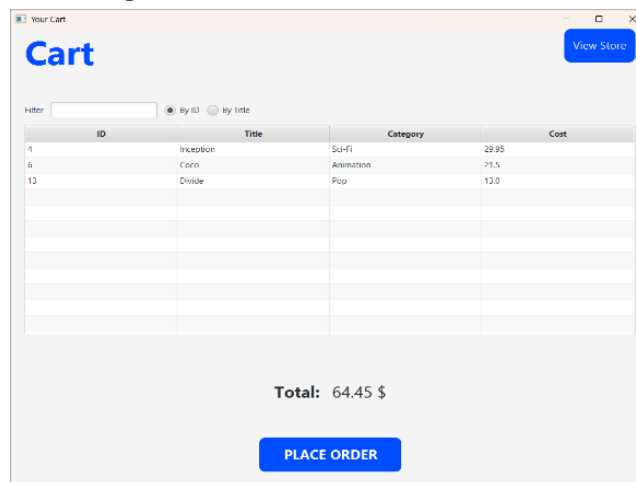 Your Cart
Cart
View Store
Filter By ID By Title
ID Title Category Cost
4 Inception Sci-Fi 29.95
6 Coco Animation 21.5
13 Divide Pop 13.0
Total: 64.45 $
PLACE ORDER